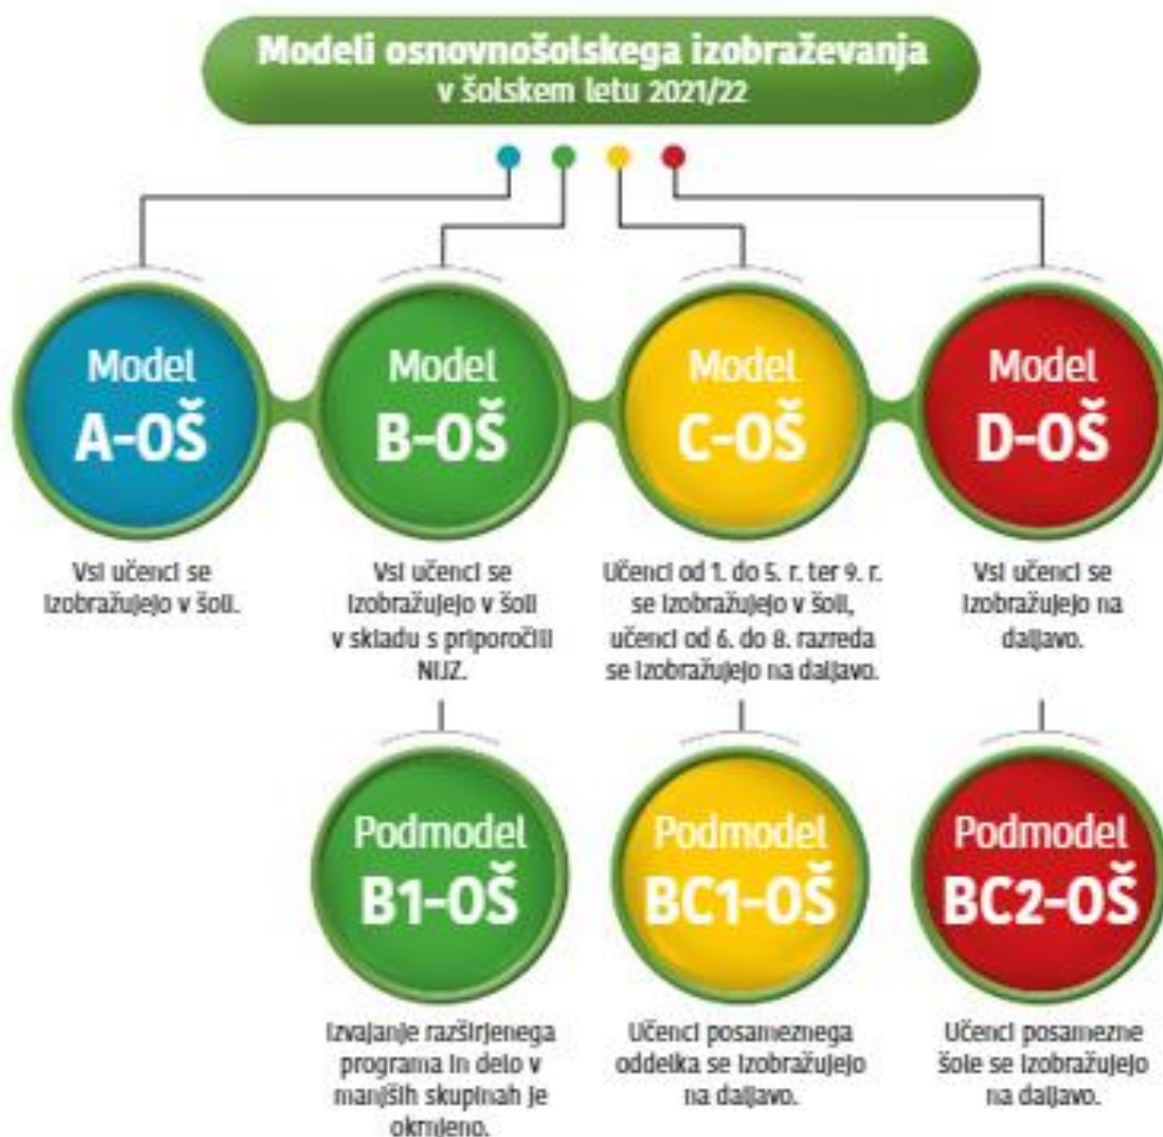 Modeli osnovnošolskega izobraževanja
v šolskem letu 2021/22
Model
A-OŠ
Vsi učenci se
izobražujejo v šoli.
Model
B-OŠ
Vsi učenci se
izobražujejo v šoli
v skladu s priporočili
NIJZ.
Model
C-OŠ
Učenci od 1. do 5. r. ter 9. r.
se izobražujejo v šoli,
učenci od 6. do 8. razreda
se izobražujejo na daljavo.
Model
D-OŠ
Vsi učenci se
izobražujejo na
daljavo.
Podmodel
B1-OŠ
Izvajanje razširjenega
programa in delo v
manjših skupinah je
okrnjeno.
Podmodel
BC1-OŠ
Učenci posameznega
oddelka se izobražujejo
na daljavo.
Podmodel
BC2-OŠ
Učenci posamezne
šole se izobražujejo
na daljavo.